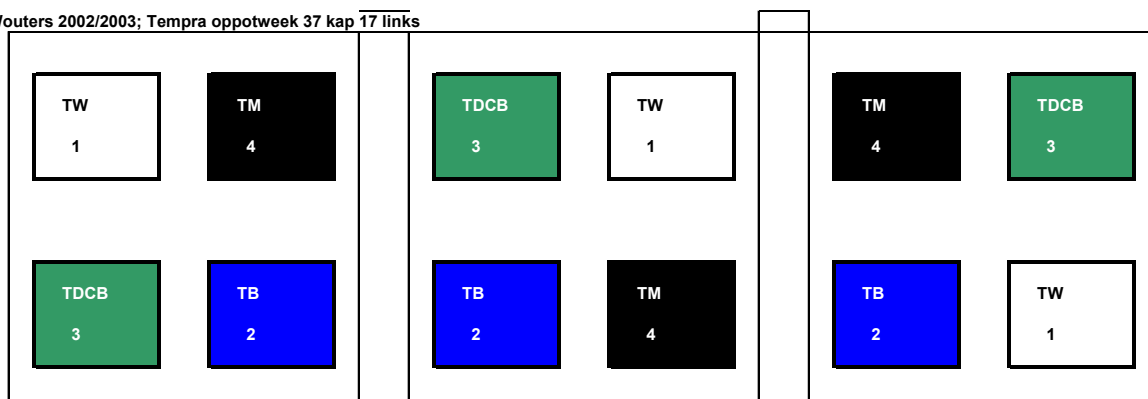 outers 2002/2003; Tempra oppotweek 37 kap 17 links
TW TM TDCB TW TM TDCB
1 4 3 1 4 3
TDCB TB TB TM TB TW
3 2 2 4 2 1